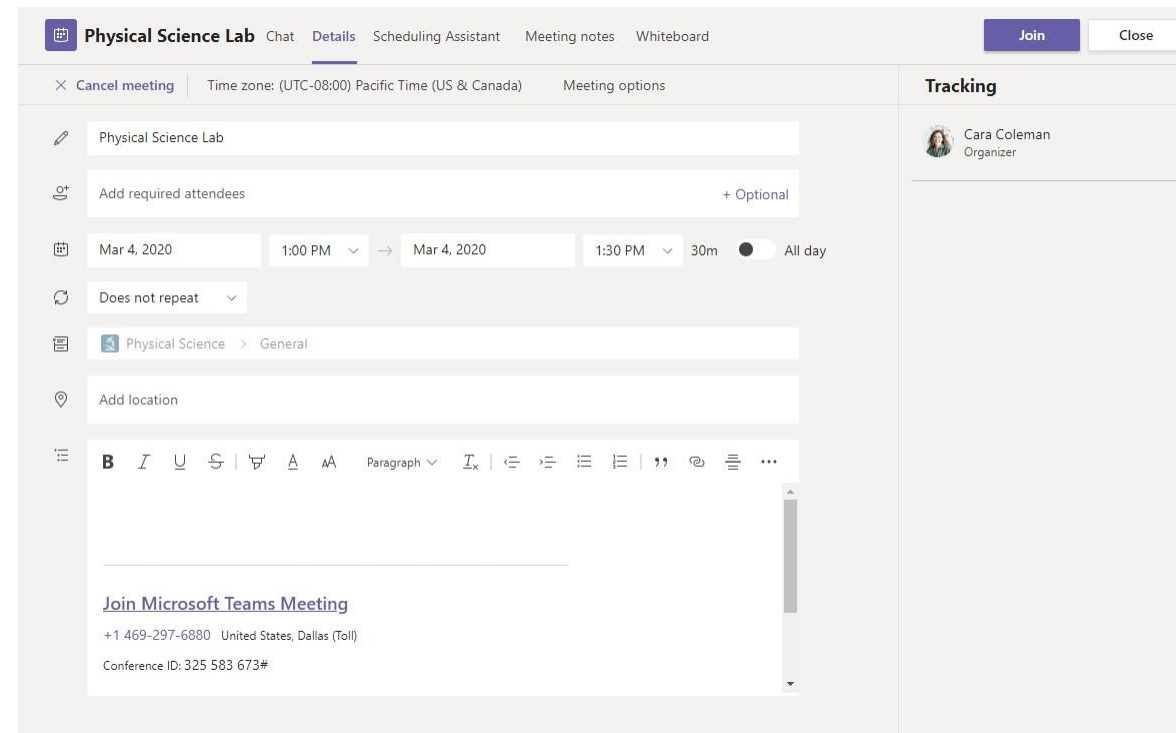 Physical Science Lab Chat Details Scheduling Assistant Meeting notes Whiteboard Join Close
Cancel meeting Time zone: (UTC-08:00) Pacific Time (US & Canada) Meeting options
Tracking
Physical Science Lab
Cara Coleman
Organizer
Add required attendees + Optional
Mar 4, 2020 1:00 PM → Mar 4, 2020 1:30 PM 30m All day
Does not repeat
Physical Science > General
Add location
B I U S A AA Paragraph Tx
Join Microsoft Teams Meeting
+1 469-297-6880 United States, Dallas (Toll)
Conference ID: 325 583 673#